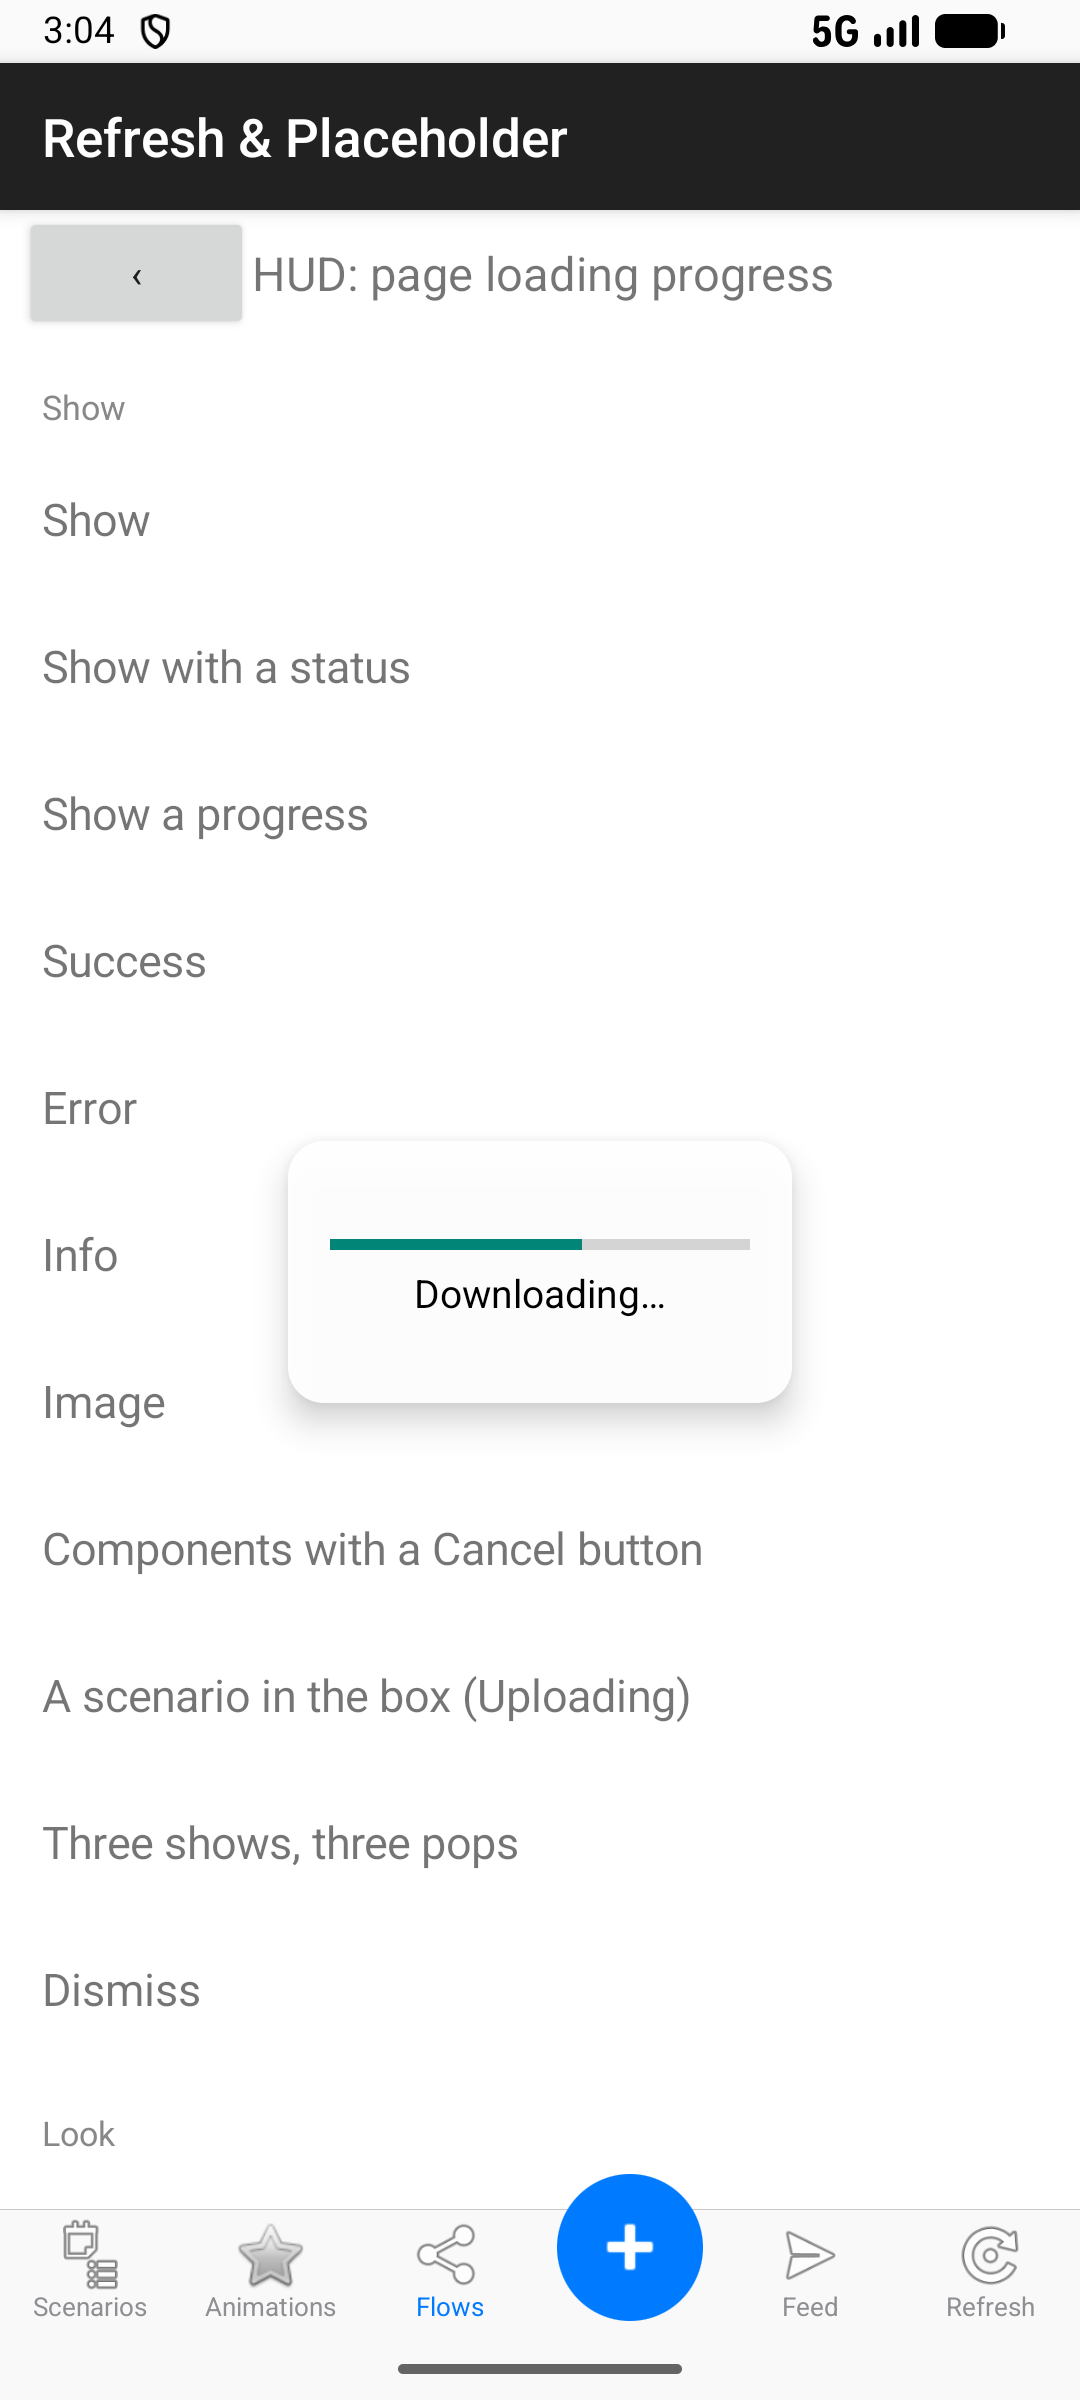 3:04
5G
Refresh & Placeholder
‹
HUD: page loading progress
Show
Show
Show with a status
Show a progress
Success
Error
Info
Downloading...
Image
Components with a Cancel button
A scenario in the box (Uploading)
Three shows, three pops
Dismiss
Look
Scenarios
Animations
Flows
Feed
Refresh